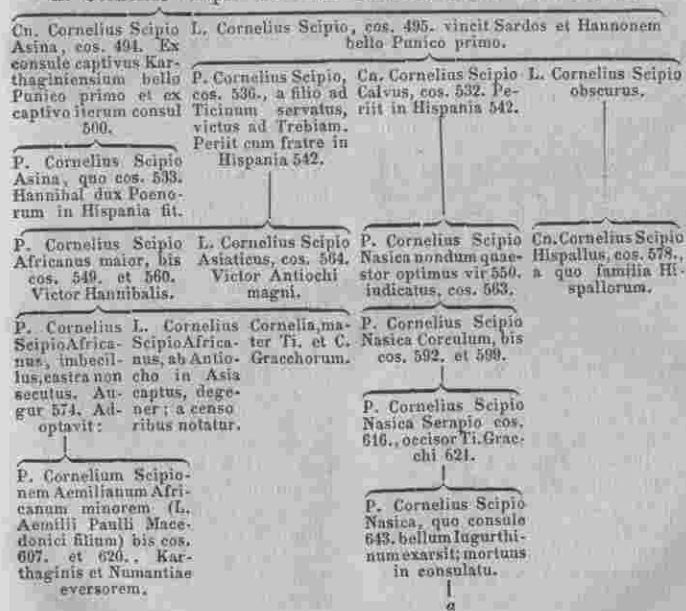 Cn. Cornelius Scipio
Asina, cos. 494. Ex
consule captivus Kar-
thaginiensium bello
Punico primo et ex
captivo iterum consul
500.
L. Cornelius Scipio, cos. 495. vincit Sardos et Hannonem
bello Punico primo.
P. Cornelius Scipio,
cos. 536., a filio ad
Ticinum servatus,
victus ad Trebiam.
Periit cum fratre in
Hispania 542.
Cn. Cornelius Scipio
Calvus, cos. 532. Pe-
riit in Hispania 542.
L. Cornelius Scipio
obscurus.
P. Cornelius Scipio
Asina, quo cos. 533.
Hannibal dux Poeno-
rum in Hispania fit.
P. Cornelius Scipio
Africanus maior, bis
cos. 549. et 560.
Victor Hannibalis.
L. Cornelius Scipio
Asiaticus, cos. 564.
Victor Antiochi
magni.
P. Cornelius Scipio
Nasica nondum quae-
stor optimus vir 550.
indicatus, cos. 563.
Cn. Cornelius Scipio
Hispallus, cos. 578.,
a quo familia Hi-
spallorum.
P. Cornelius
Scipio Africa-
nus, imbecil-
lus, castra non
secutus. Au-
gur 574. Ad-
optavit:
L. Cornelius
Scipio Africa-
nus, ab Antio-
cho in Asia
captus, dege-
ner; a censo
ribus notatur.
Cornelia, ma-
ter Ti. et C.
Gracchorum.
P. Cornelius Scipio
Nasica Corculum, bis
cos. 592. et 599.
P. Cornelius Scipio
Nasica Serapio cos.
616., occisor Ti. Grac-
chi 621.
P. Cornelium Scipio-
nem Aemilianum Afri-
canum minorem (L.
Aemilii Paulli Mace-
donici filium) bis cos.
607. et 620., Kar-
thaginis et Numantiae
eversorem.
P. Cornelius Scipio
Nasica, quo consule
643. bellum Iugurthi-
num exarsit; mortuus
in consulatu.
a